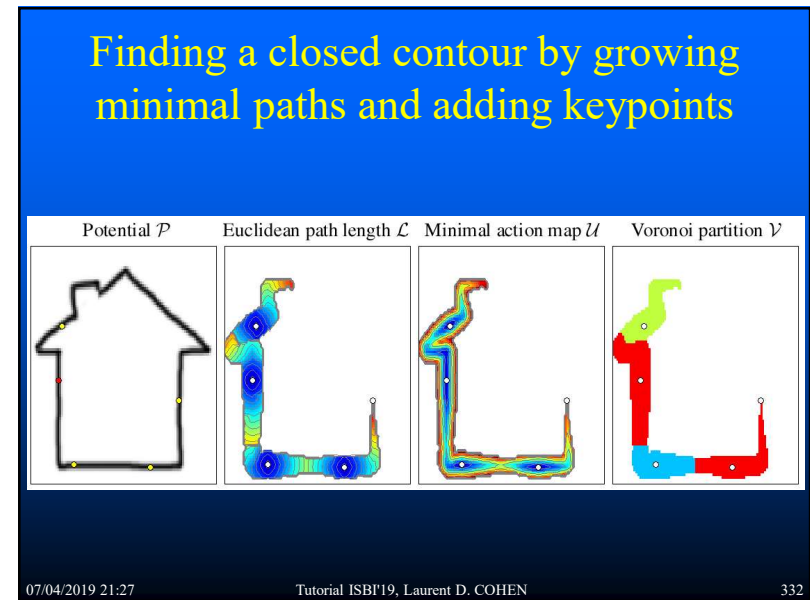 Finding a closed contour by growing
minimal paths and adding keypoints
Potential 𝒫 Euclidean path length ℒ Minimal action map 𝒰 Voronoi partition 𝒱
07/04/2019 21:27 Tutorial ISBI'19, Laurent D. COHEN 332